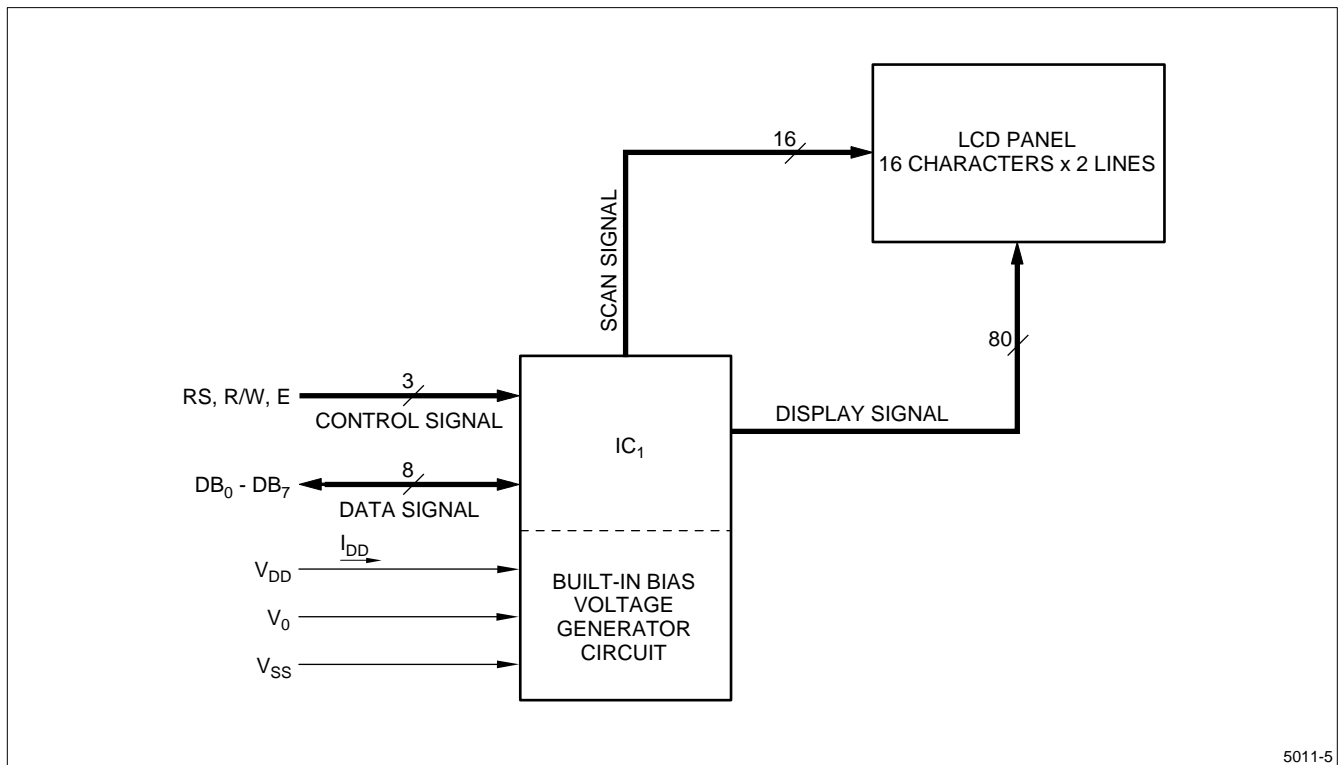 LCD PANEL
16 CHARACTERS x 2 LINES
16
SCAN SIGNAL
80
DISPLAY SIGNAL
RS, R/W, E
3
CONTROL SIGNAL
IC1
DB0 - DB7
8
DATA SIGNAL
IDD
VDD
V0
VSS
BUILT-IN BIAS
VOLTAGE
GENERATOR
CIRCUIT
5011-5